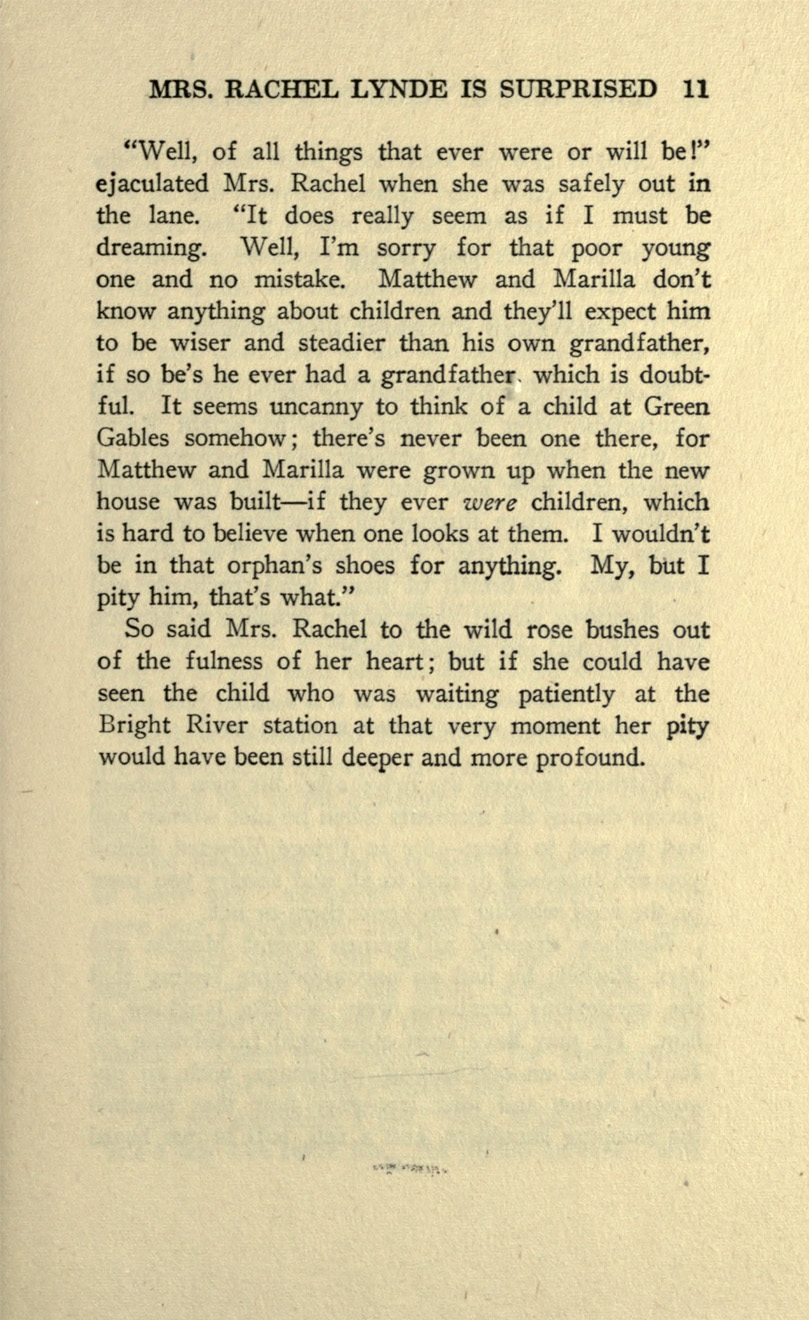 MRS. RACHEL LYNDE IS SURPRISED 11
“Well, of all things that ever were or will be!”
ejaculated Mrs. Rachel when she was safely out in
the lane. “It does really seem as if I must be
dreaming. Well, I’m sorry for that poor young
one and no mistake. Matthew and Marilla don’t
know anything about children and they’ll expect him
to be wiser and steadier than his own grandfather,
if so be’s he ever had a grandfather. which is doubt-
ful. It seems uncanny to think of a child at Green
Gables somehow; there’s never been one there, for
Matthew and Marilla were grown up when the new
house was built—if they ever were children, which
is hard to believe when one looks at them. I wouldn’t
be in that orphan’s shoes for anything. My, but I
pity him, that’s what.”
So said Mrs. Rachel to the wild rose bushes out
of the fulness of her heart; but if she could have
seen the child who was waiting patiently at the
Bright River station at that very moment her pity
would have been still deeper and more profound.